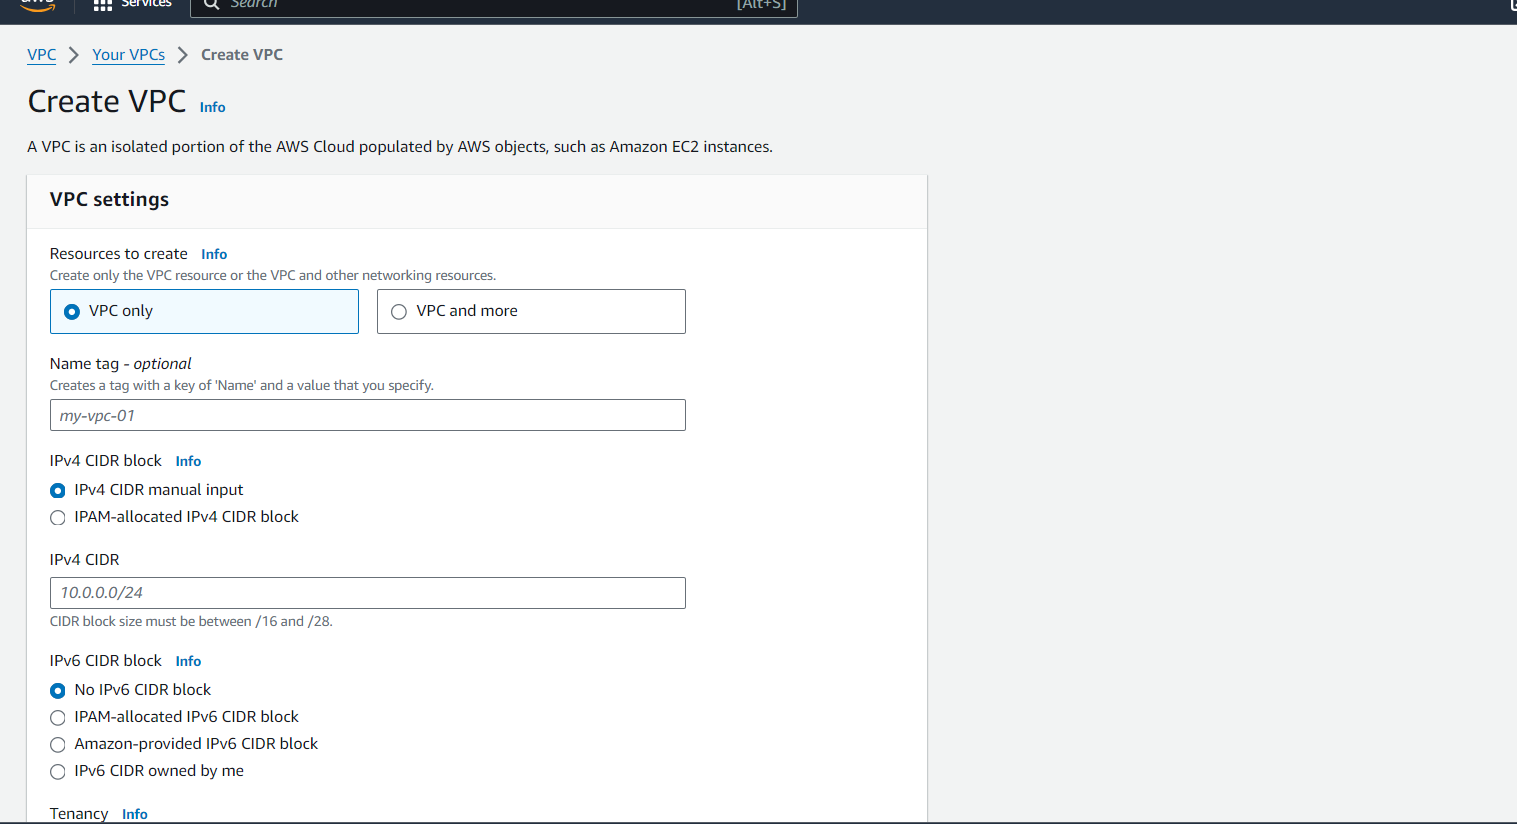 Services
Search
[Alt+S]
VPC > Your VPCs > Create VPC
Create VPC Info
A VPC is an isolated portion of the AWS Cloud populated by AWS objects, such as Amazon EC2 instances.
VPC settings
Resources to create Info
Create only the VPC resource or the VPC and other networking resources.
VPC only
VPC and more
Name tag - optional
Creates a tag with a key of 'Name' and a value that you specify.
my-vpc-01
IPv4 CIDR block Info
IPv4 CIDR manual input
IPAM-allocated IPv4 CIDR block
IPv4 CIDR
10.0.0.0/24
CIDR block size must be between /16 and /28.
IPv6 CIDR block Info
No IPv6 CIDR block
IPAM-allocated IPv6 CIDR block
Amazon-provided IPv6 CIDR block
IPv6 CIDR owned by me
Tenancy Info